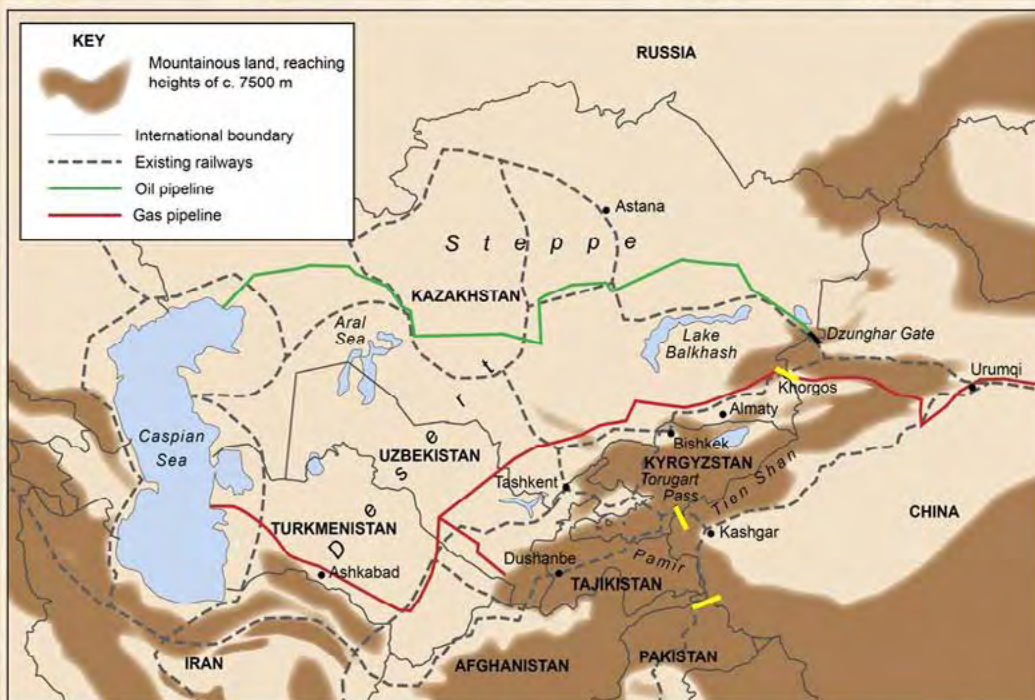 KEY
Mountainous land, reaching
heights of c. 7500 m
International boundary
Existing railways
Oil pipeline
Gas pipeline
RUSSIA
Astana
Steppe
KAZAKHSTAN
Aral
Sea
Lake
Balkhash
Dzunghar Gate
Urumqi
Khorgos
Almaty
Bishkek
Caspian
Sea
UZBEKISTAN
KYRGYZSTAN
Tashkent
Torugart
Pass
Tien Shan
CHINA
TURKMENISTAN
Desert
Kashgar
Dushanbe
Pamir
Ashkabad
TAJIKISTAN
IRAN
AFGHANISTAN
PAKISTAN